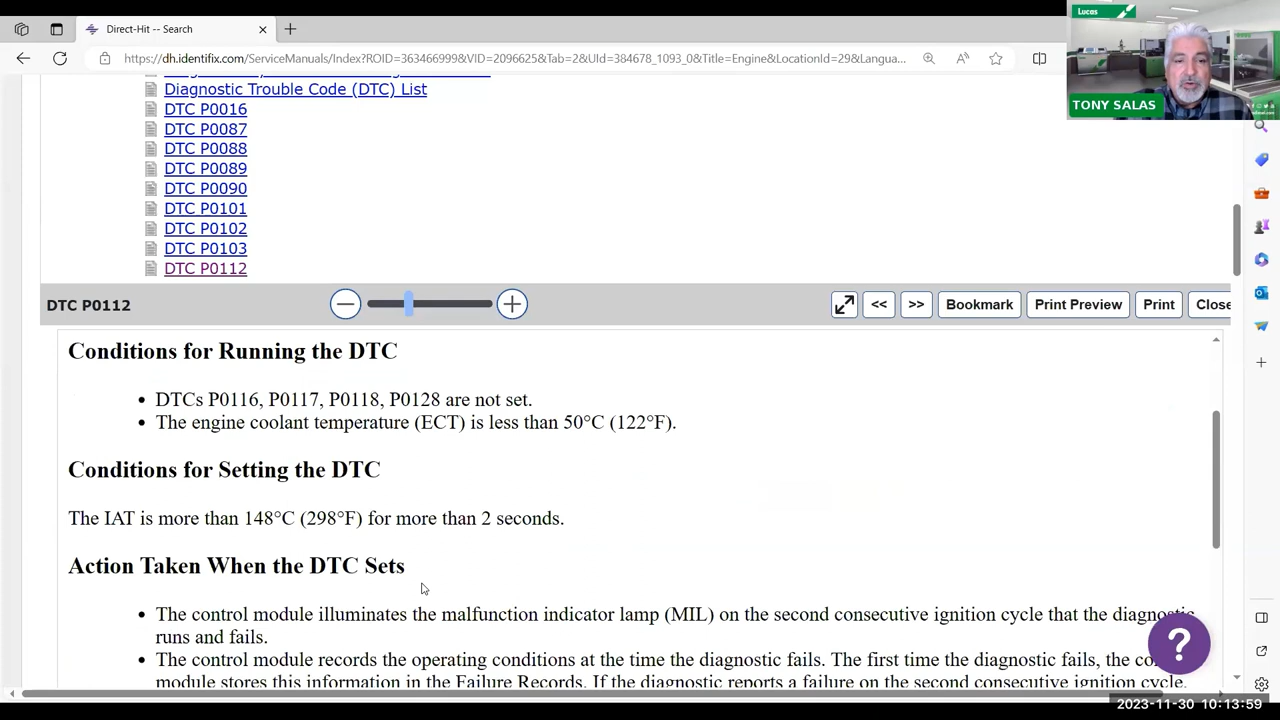 Direct-Hit -- Search
https://dh.identifix.com/ServiceManuals/Index?ROID=363466993&VID=2096625&Tab=2&UId=384678_1093_0&Title=Engine&LocationId=29&Langua...
Lucas
TONY SALAS
Diagnostic Trouble Code (DTC) List
DTC P0016
DTC P0087
DTC P0088
DTC P0089
DTC P0090
DTC P0101
DTC P0102
DTC P0103
DTC P0112
DTC P0112
<< >> Bookmark Print Preview Print Close
Conditions for Running the DTC
• DTCs P0116, P0117, P0118, P0128 are not set.
• The engine coolant temperature (ECT) is less than 50°C (122°F).
Conditions for Setting the DTC
The IAT is more than 148°C (298°F) for more than 2 seconds.
Action Taken When the DTC Sets
• The control module illuminates the malfunction indicator lamp (MIL) on the second consecutive ignition cycle that the diagnostic
runs and fails.
• The control module records the operating conditions at the time the diagnostic fails. The first time the diagnostic fails, the co
module stores this information in the Failure Records. If the diagnostic reports a failure on the second consecutive ignition cycle,
?
2023-11-30 10:13:59